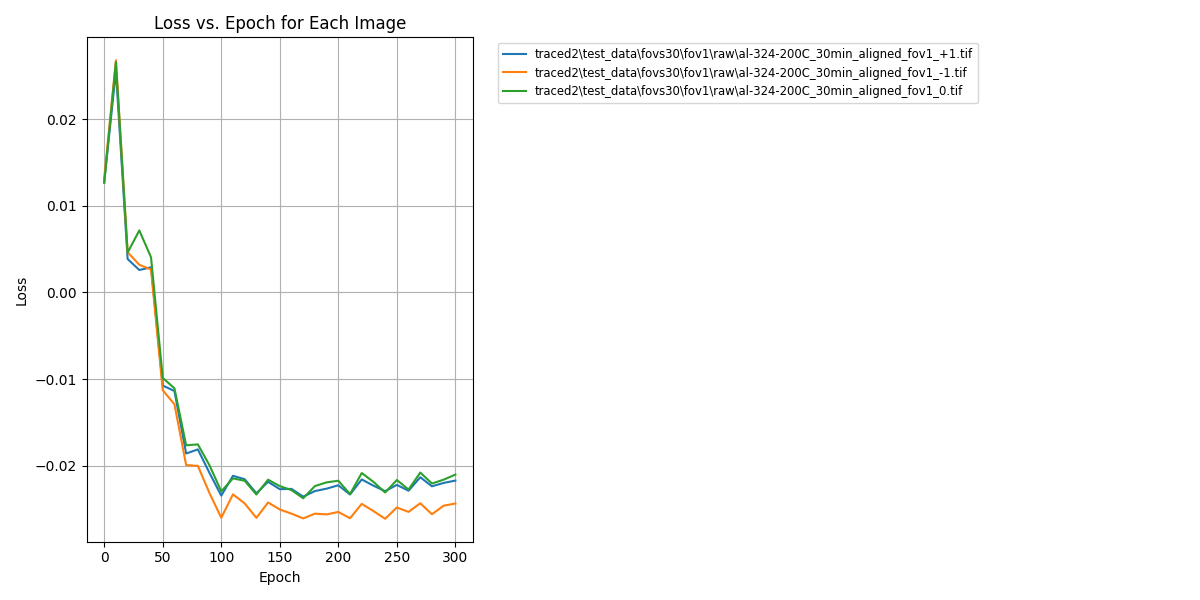 Loss vs. Epoch for Each Image
traced2\test_data\fovs30\fov1\raw\al-324-200C_30min_aligned_fov1_+1.tif
traced2\test_data\fovs30\fov1\raw\al-324-200C_30min_aligned_fov1_-1.tif
traced2\test_data\fovs30\fov1\raw\al-324-200C_30min_aligned_fov1_0.tif
0.02
0.01
0.00
−0.01
−0.02
Loss
0 50 100 150 200 250 300
Epoch